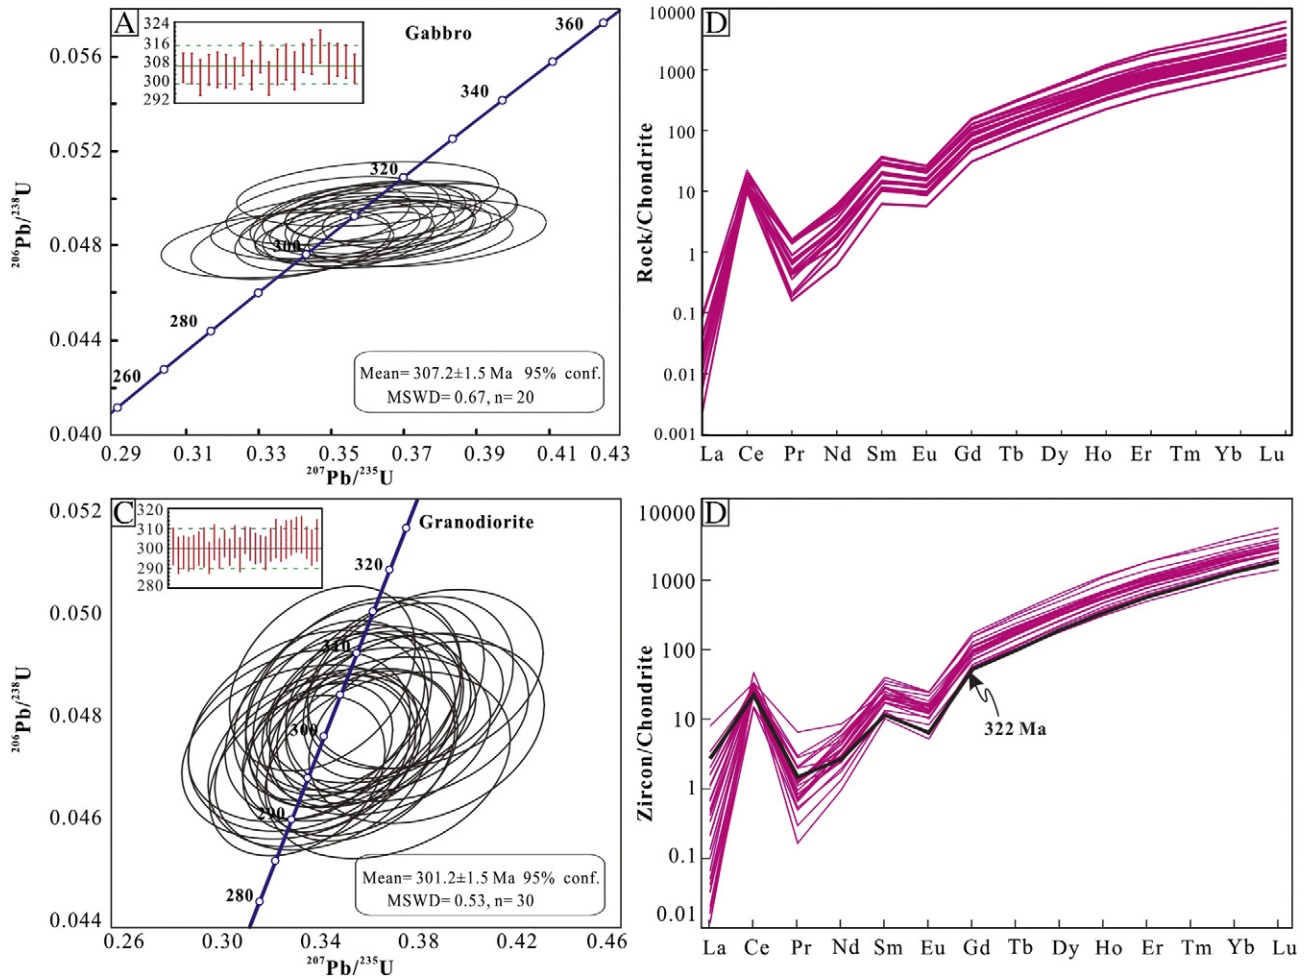 A
Gabbro
324
316
308
300
292
0.056
0.052
0.048
0.044
0.040
260
280
300
320
340
360
Mean= 307.2±1.5 Ma 95% conf.
MSWD= 0.67, n= 20
0.29 0.31 0.33 0.35 0.37 0.39 0.41 0.43
207Pb/235U
206Pb/238U
D
10000
1000
100
10
1
0.1
0.01
0.001
Rock/Chondrite
La Ce Pr Nd Sm Eu Gd Tb Dy Ho Er Tm Yb Lu
C
Granodiorite
320
310
300
290
280
0.052
0.050
0.048
0.046
0.044
320
310
300
290
280
Mean= 301.2±1.5 Ma 95% conf.
MSWD= 0.53, n= 30
0.26 0.30 0.34 0.38 0.42 0.46
207Pb/235U
206Pb/238U
D
10000
1000
100
10
1
0.1
0.01
Zircon/Chondrite
322 Ma
La Ce Pr Nd Sm Eu Gd Tb Dy Ho Er Tm Yb Lu